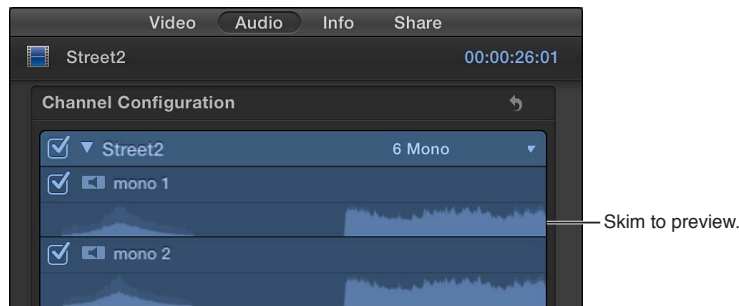 Video Audio Info Share
Street2 00:00:26:01
Channel Configuration
Street2 6 Mono
mono 1
Skim to preview.
mono 2